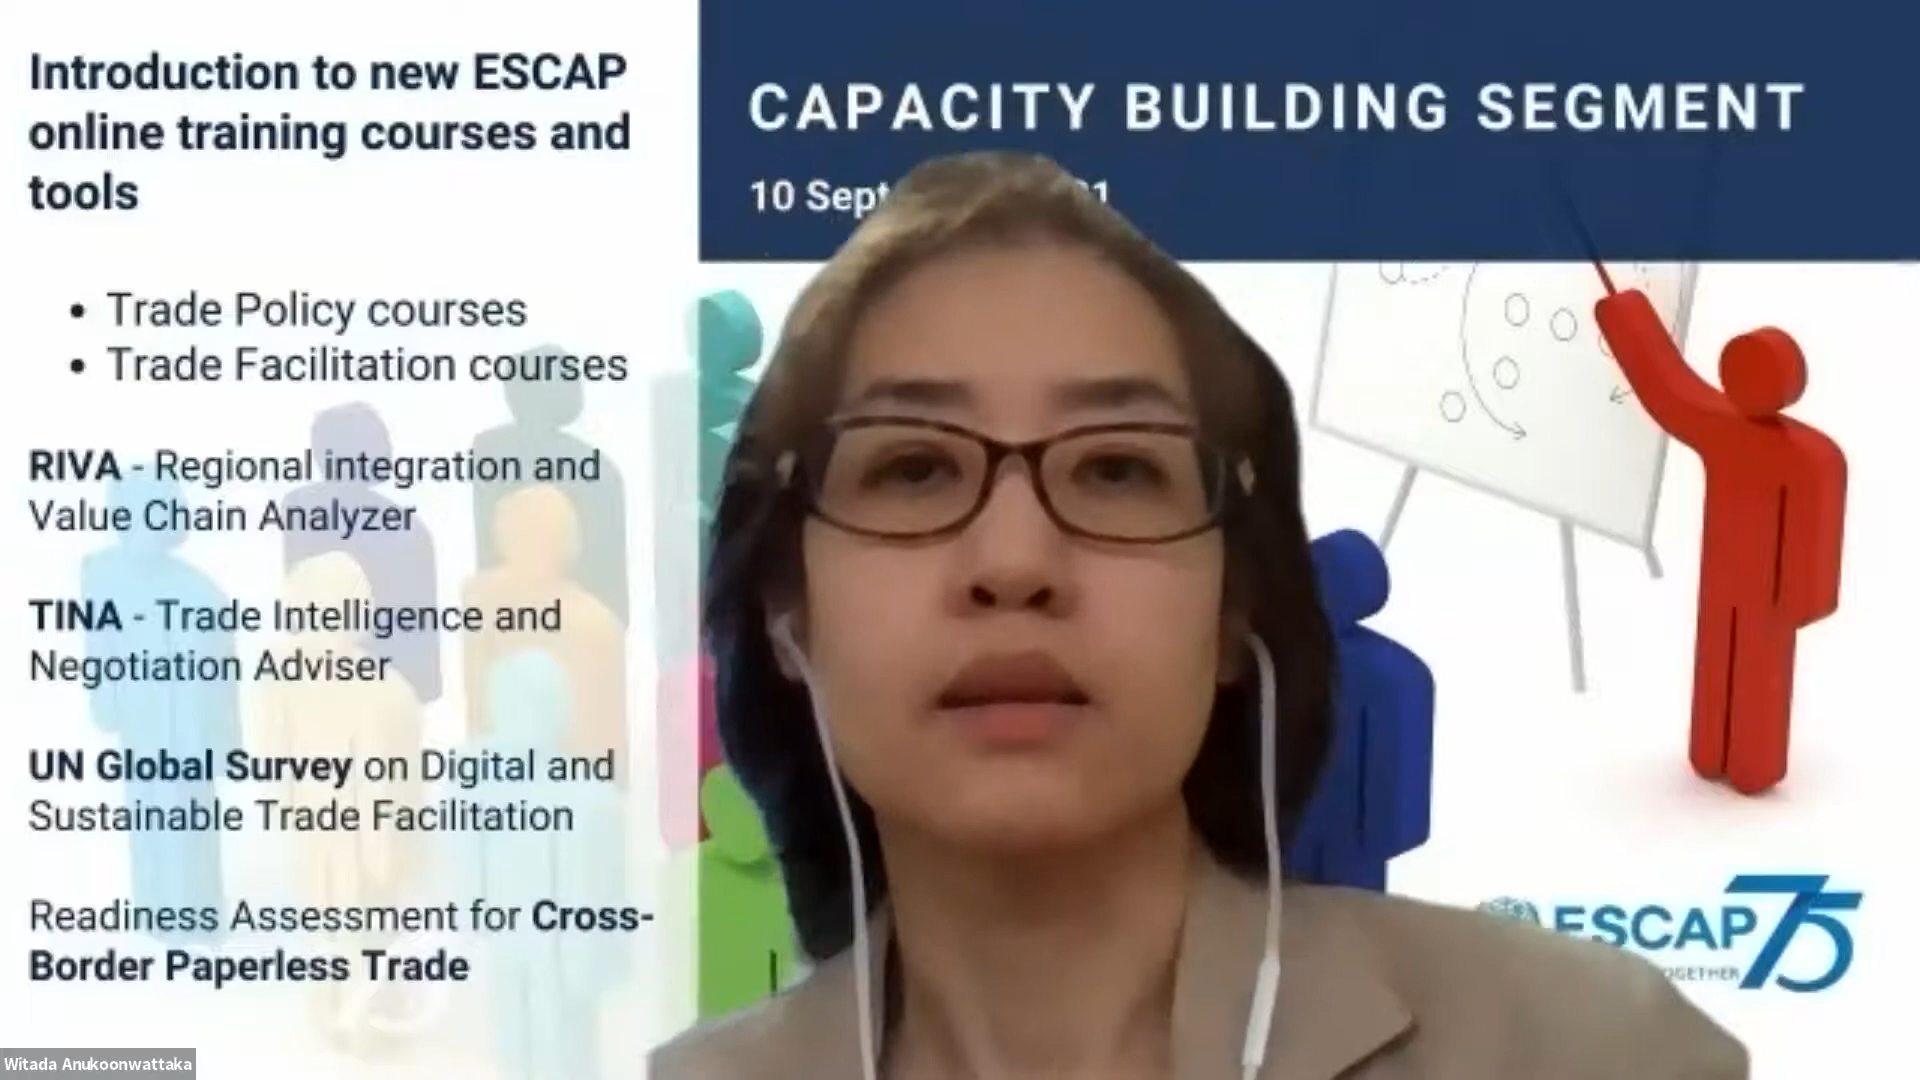 Introduction to new ESCAP
online training courses and
tools
• Trade Policy courses
• Trade Facilitation courses
RIVA - Regional integration and
Value Chain Analyzer
TINA - Trade Intelligence and
Negotiation Adviser
UN Global Survey on Digital and
Sustainable Trade Facilitation
Readiness Assessment for Cross-
Border Paperless Trade
CAPACITY BUILDING SEGMENT
10 Sept
ESCAP 75
Witada Anukoonwattaka